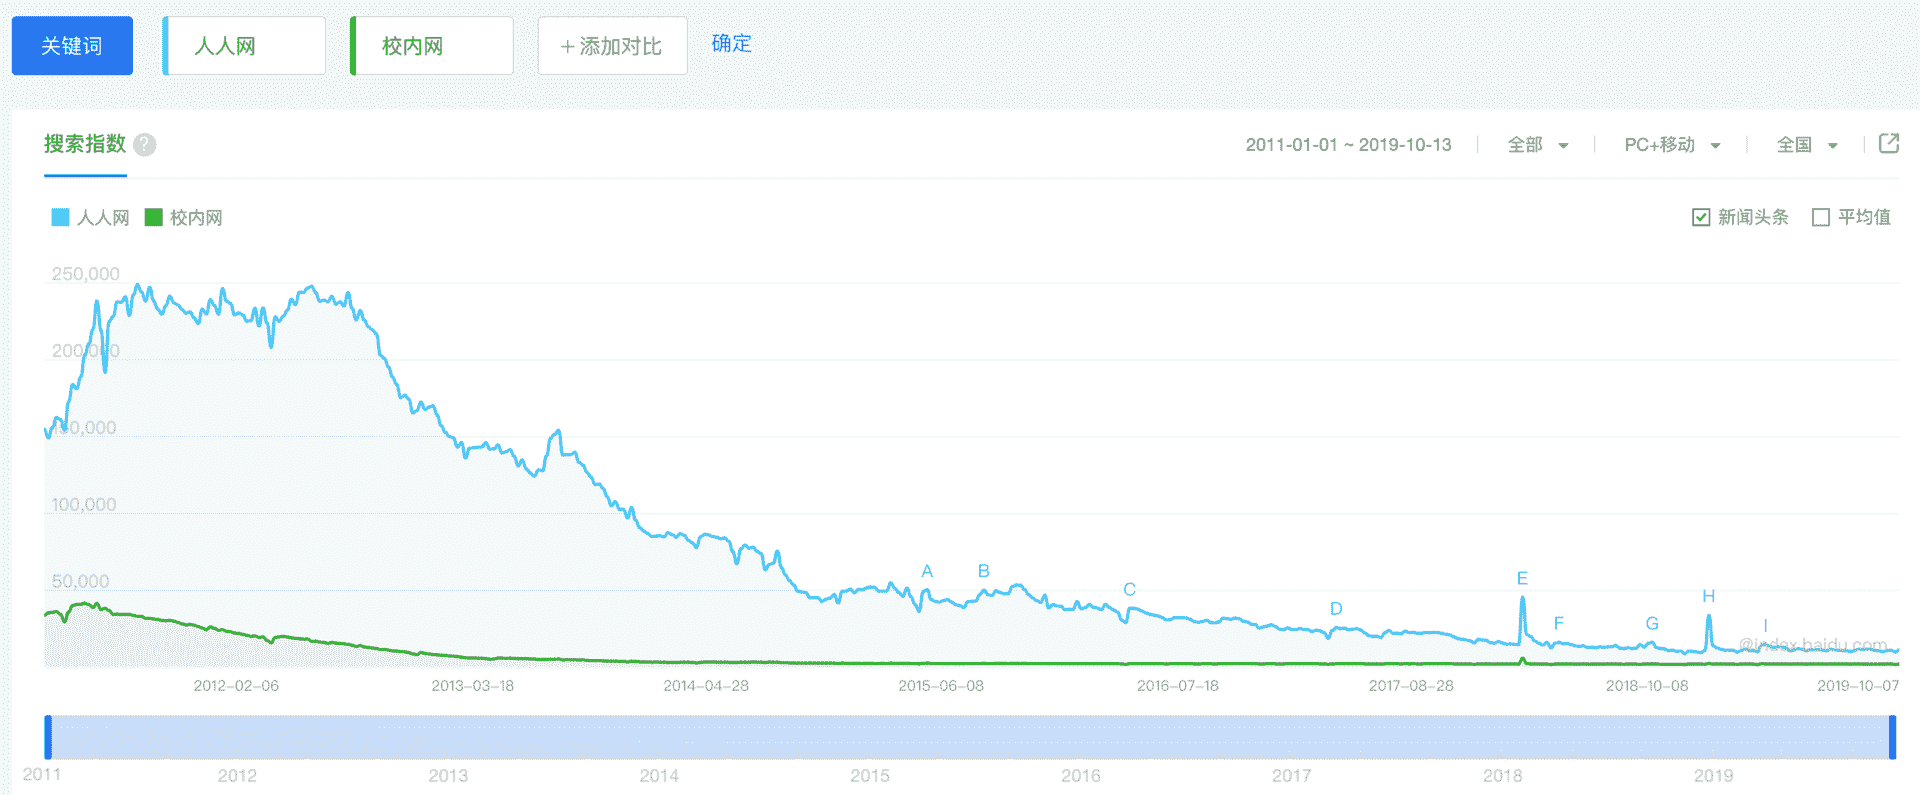 关键词 人人网 校内网 +添加对比 确定
搜索指数 ? 2011-01-01 ~ 2019-10-13 全部 PC+移动 全国
人人网 校内网 新闻头条 平均值
250,000
200,000
150,000
100,000
50,000
A B C D E F G H I
@index.baidu.com
2012-02-06 2013-03-18 2014-04-28 2015-06-08 2016-07-18 2017-08-28 2018-10-08 2019-10-07
2011 2012 2013 2014 2015 2016 2017 2018 2019